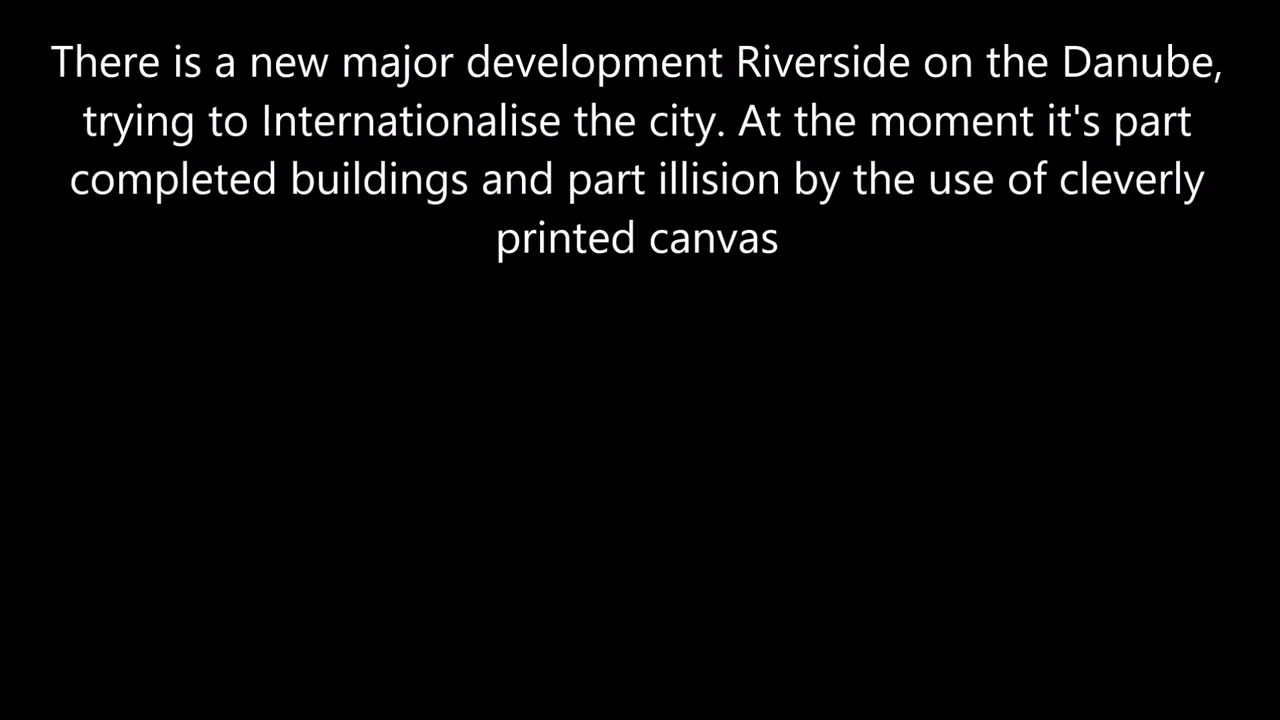 There is a new major development Riverside on the Danube,
trying to Internationalise the city. At the moment it's part
completed buildings and part illision by the use of cleverly
printed canvas